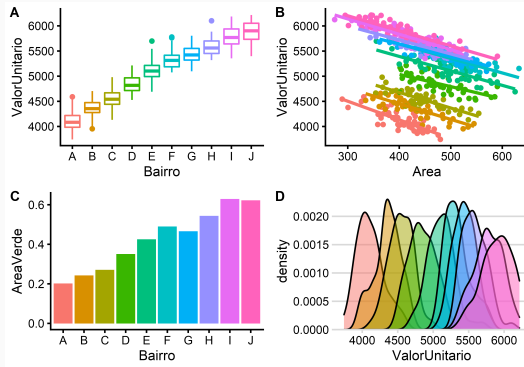 A
ValorUnitario
6000
5500
5000
4500
4000
A B C D E F G H I J
Bairro
B
ValorUnitario
6000
5500
5000
4500
4000
300 400 500 600
Area
C
AreaVerde
0.6
0.4
0.2
0.0
A B C D E F G H I J
Bairro
D
density
0.0020
0.0015
0.0010
0.0005
0.0000
4000 4500 5000 5500 6000
ValorUnitario